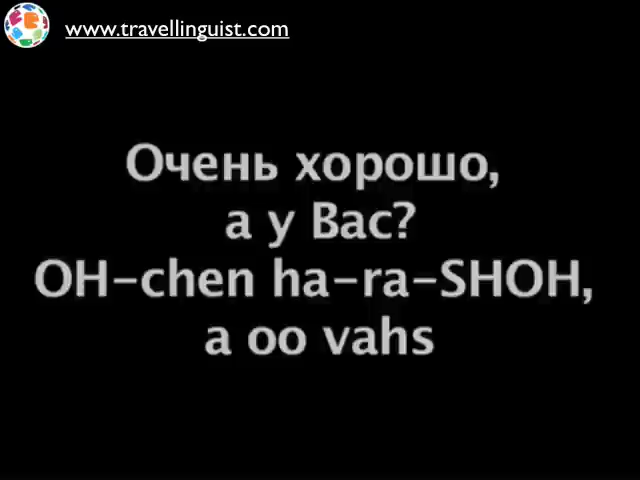 www.travellinguist.com
Очень хорошо,
а у Вас?
OH-chen ha-ra-SHOH,
a oo vahs